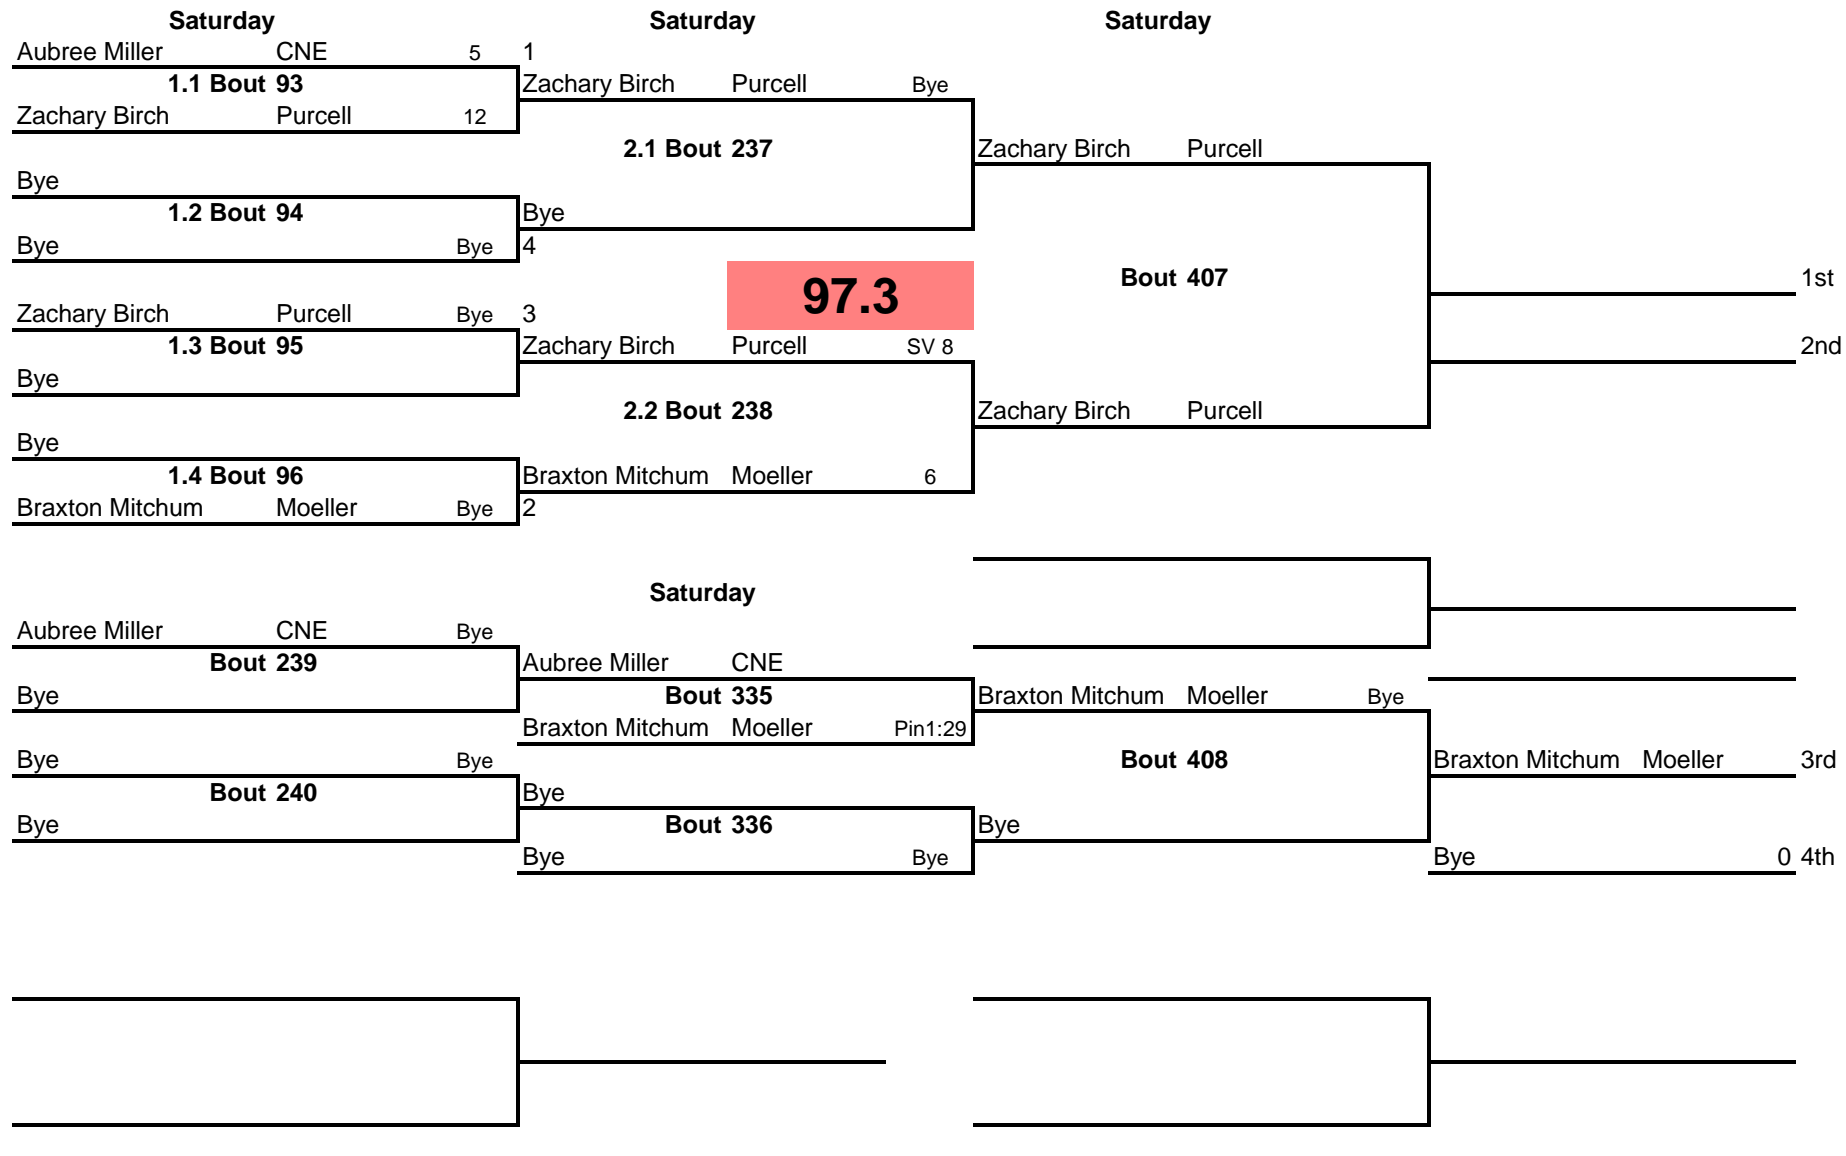 Saturday Saturday Saturday
Aubree Miller CNE 5 1
1.1 Bout 93 Zachary Birch Purcell Bye
Zachary Birch Purcell 12
2.1 Bout 237 Zachary Birch Purcell
Bye
1.2 Bout 94 Bye
Bye Bye 4
97.3 Bout 407 1st
Zachary Birch Purcell Bye 3
1.3 Bout 95 Zachary Birch Purcell SV 8 2nd
Bye
2.2 Bout 238 Zachary Birch Purcell
Bye
1.4 Bout 96 Braxton Mitchum Moeller 6
Braxton Mitchum Moeller Bye 2
Saturday
Aubree Miller CNE Bye
Bout 239 Aubree Miller CNE
Bye Bout 335 Braxton Mitchum Moeller Bye
Braxton Mitchum Moeller Pin1:29
Bye Bye Bout 408 Braxton Mitchum Moeller 3rd
Bout 240 Bye
Bye Bout 336 Bye
Bye Bye Bye 0 4th